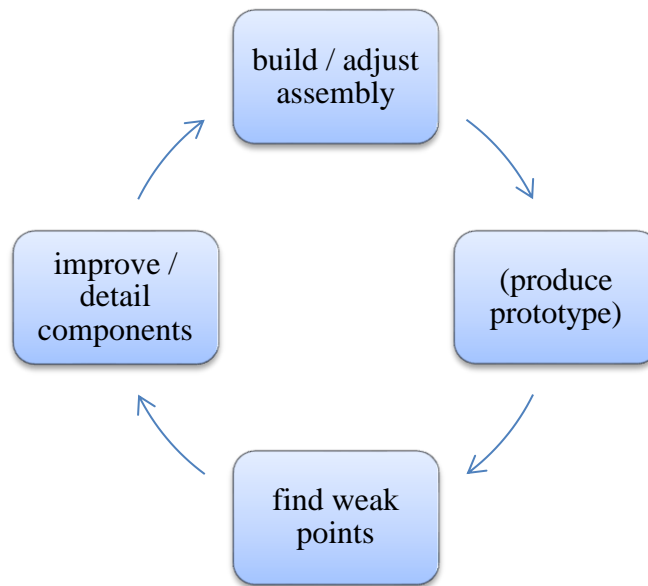 build / adjust
assembly
(produce
prototype)
find weak
points
improve /
detail
components